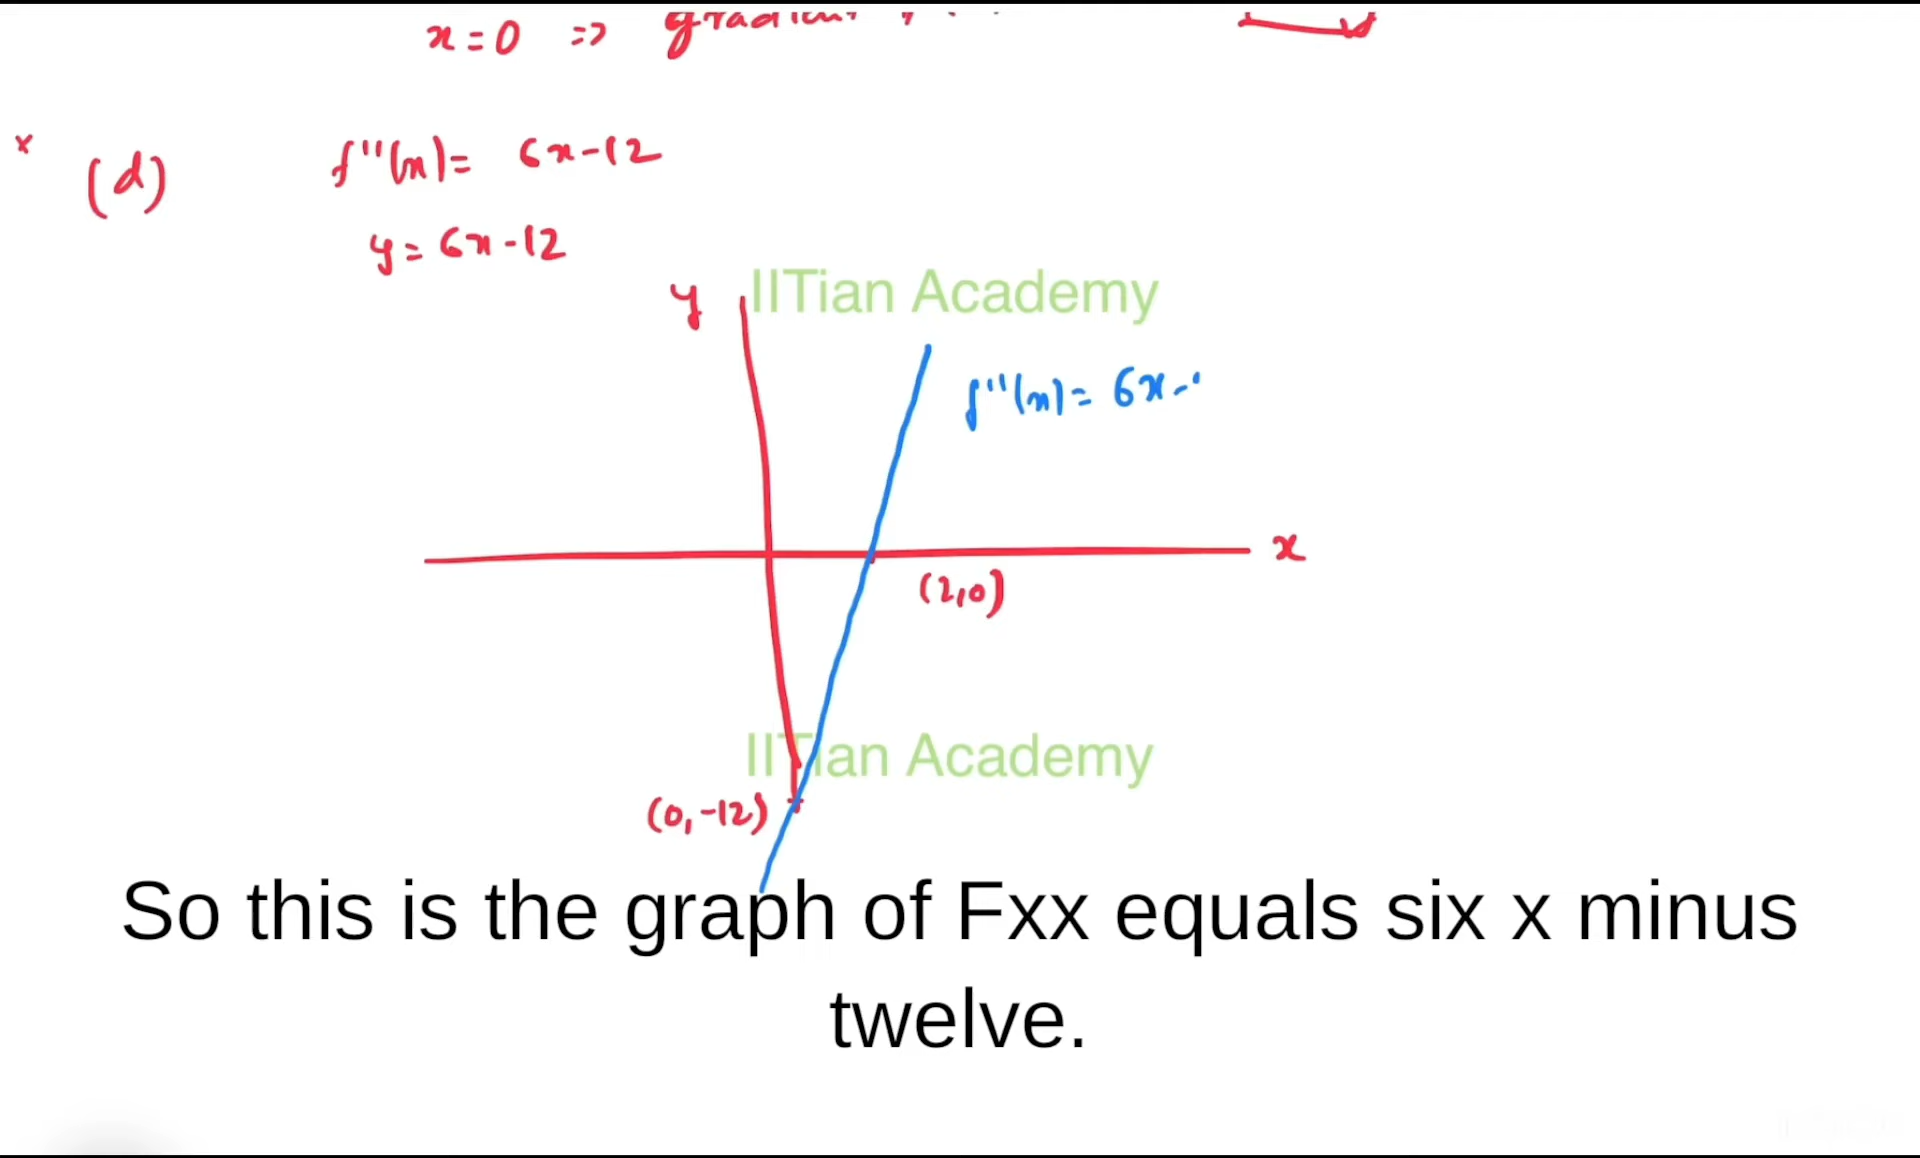 x=0 =>
x
(d) f''(x)= 6x-12
y= 6x-12
IITian Academy
y
f''(x)= 6x-
x
(2,0)
IITian Academy
(0,-12)
So this is the graph of Fxx equals six x minus
twelve.